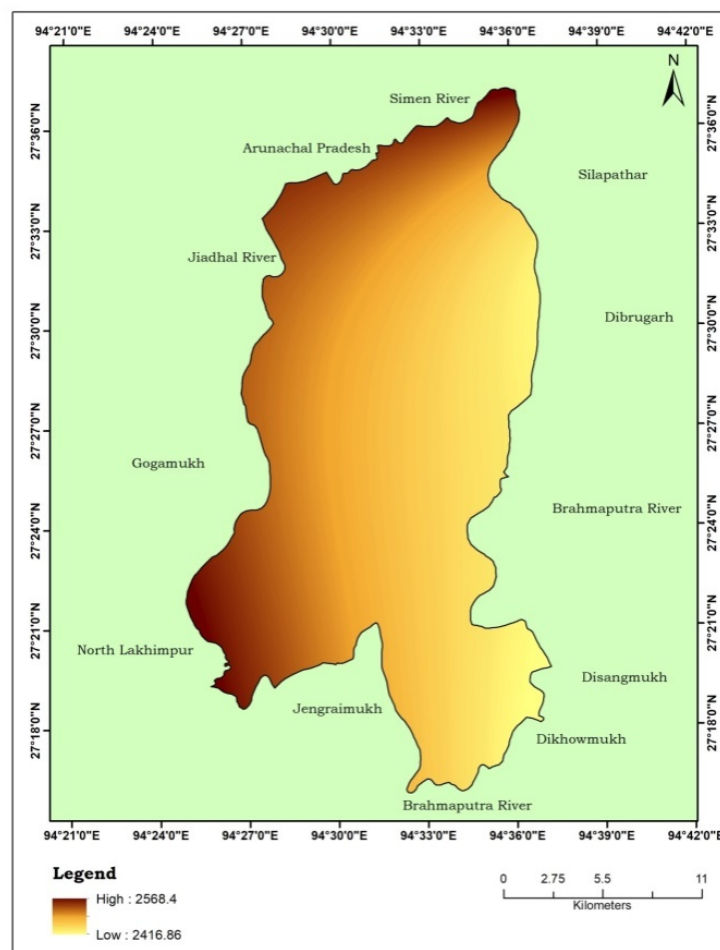 94°21'0"E 94°24'0"E 94°27'0"E 94°30'0"E 94°33'0"E 94°36'0"E 94°39'0"E 94°42'0"E
N
Simen River
27°36'0"N 27°36'0"N
Arunachal Pradesh
Silapathar
27°33'0"N 27°33'0"N
Jiadhal River
Dibrugarh
27°30'0"N 27°30'0"N
27°27'0"N 27°27'0"N
Gogamukh
Brahmaputra River
27°24'0"N 27°24'0"N
27°21'0"N 27°21'0"N
North Lakhimpur
Disangmukh
Jengraimukh
27°18'0"N 27°18'0"N
Dikhowmukh
Brahmaputra River
94°21'0"E 94°24'0"E 94°27'0"E 94°30'0"E 94°33'0"E 94°36'0"E 94°39'0"E 94°42'0"E
Legend
High : 2568.4
Low : 2416.86
0 2.75 5.5 11
Kilometers